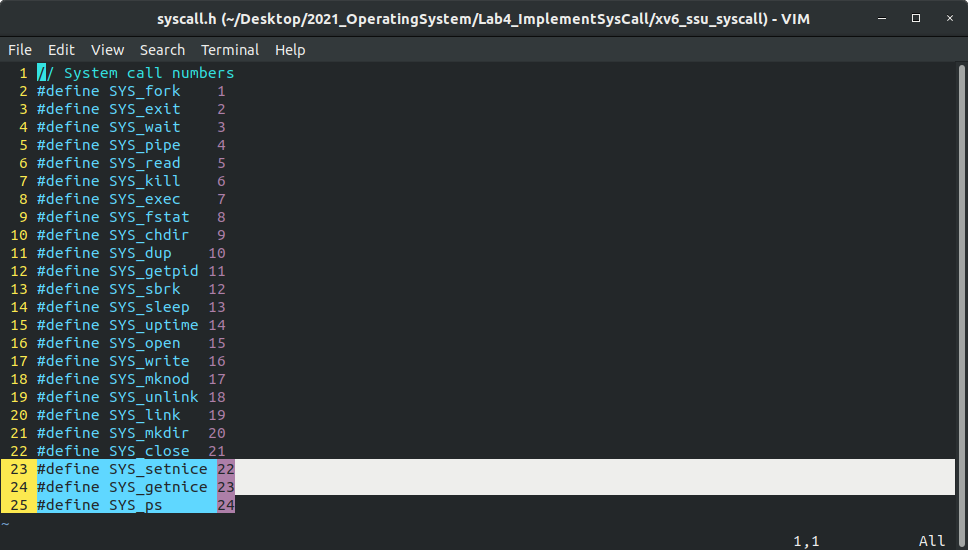 syscall.h (~/Desktop/2021_OperatingSystem/Lab4_ImplementSysCall/xv6_ssu_syscall) - VIM
File Edit View Search Terminal Help
1 // System call numbers
2 #define SYS_fork    1
3 #define SYS_exit    2
4 #define SYS_wait    3
5 #define SYS_pipe    4
6 #define SYS_read    5
7 #define SYS_kill    6
8 #define SYS_exec    7
9 #define SYS_fstat   8
10 #define SYS_chdir   9
11 #define SYS_dup    10
12 #define SYS_getpid 11
13 #define SYS_sbrk   12
14 #define SYS_sleep  13
15 #define SYS_uptime 14
16 #define SYS_open   15
17 #define SYS_write  16
18 #define SYS_mknod  17
19 #define SYS_unlink 18
20 #define SYS_link   19
21 #define SYS_mkdir  20
22 #define SYS_close  21
23 #define SYS_setnice 22
24 #define SYS_getnice 23
25 #define SYS_ps      24
~
1,1 All